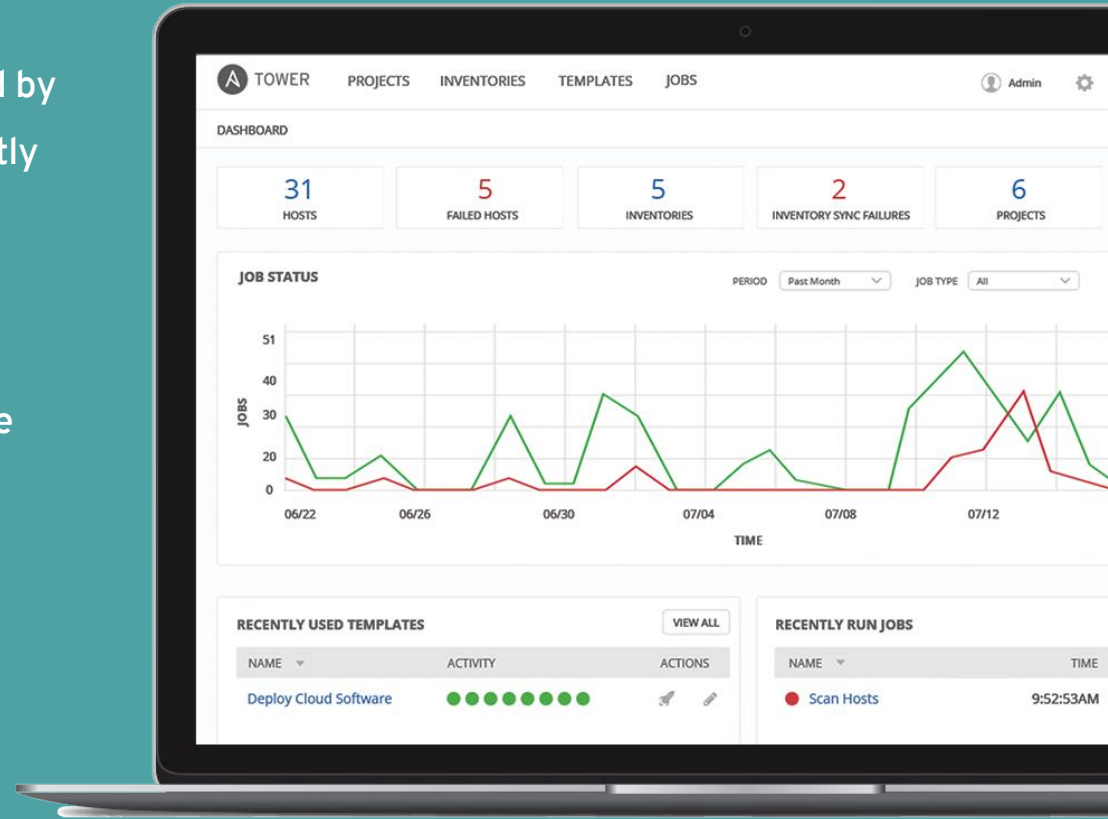 by
tly
e
TOWER PROJECTS INVENTORIES TEMPLATES JOBS Admin
DASHBOARD
31 5 5 2 6
HOSTS FAILED HOSTS INVENTORIES INVENTORY SYNC FAILURES PROJECTS
JOB STATUS PERIOD Past Month JOB TYPE All
51
40
30
20
0
JOBS
06/22 06/26 06/30 07/04 07/08 07/12
TIME
RECENTLY USED TEMPLATES VIEW ALL
NAME ACTIVITY ACTIONS
Deploy Cloud Software
RECENTLY RUN JOBS
NAME TIME
Scan Hosts 9:52:53AM